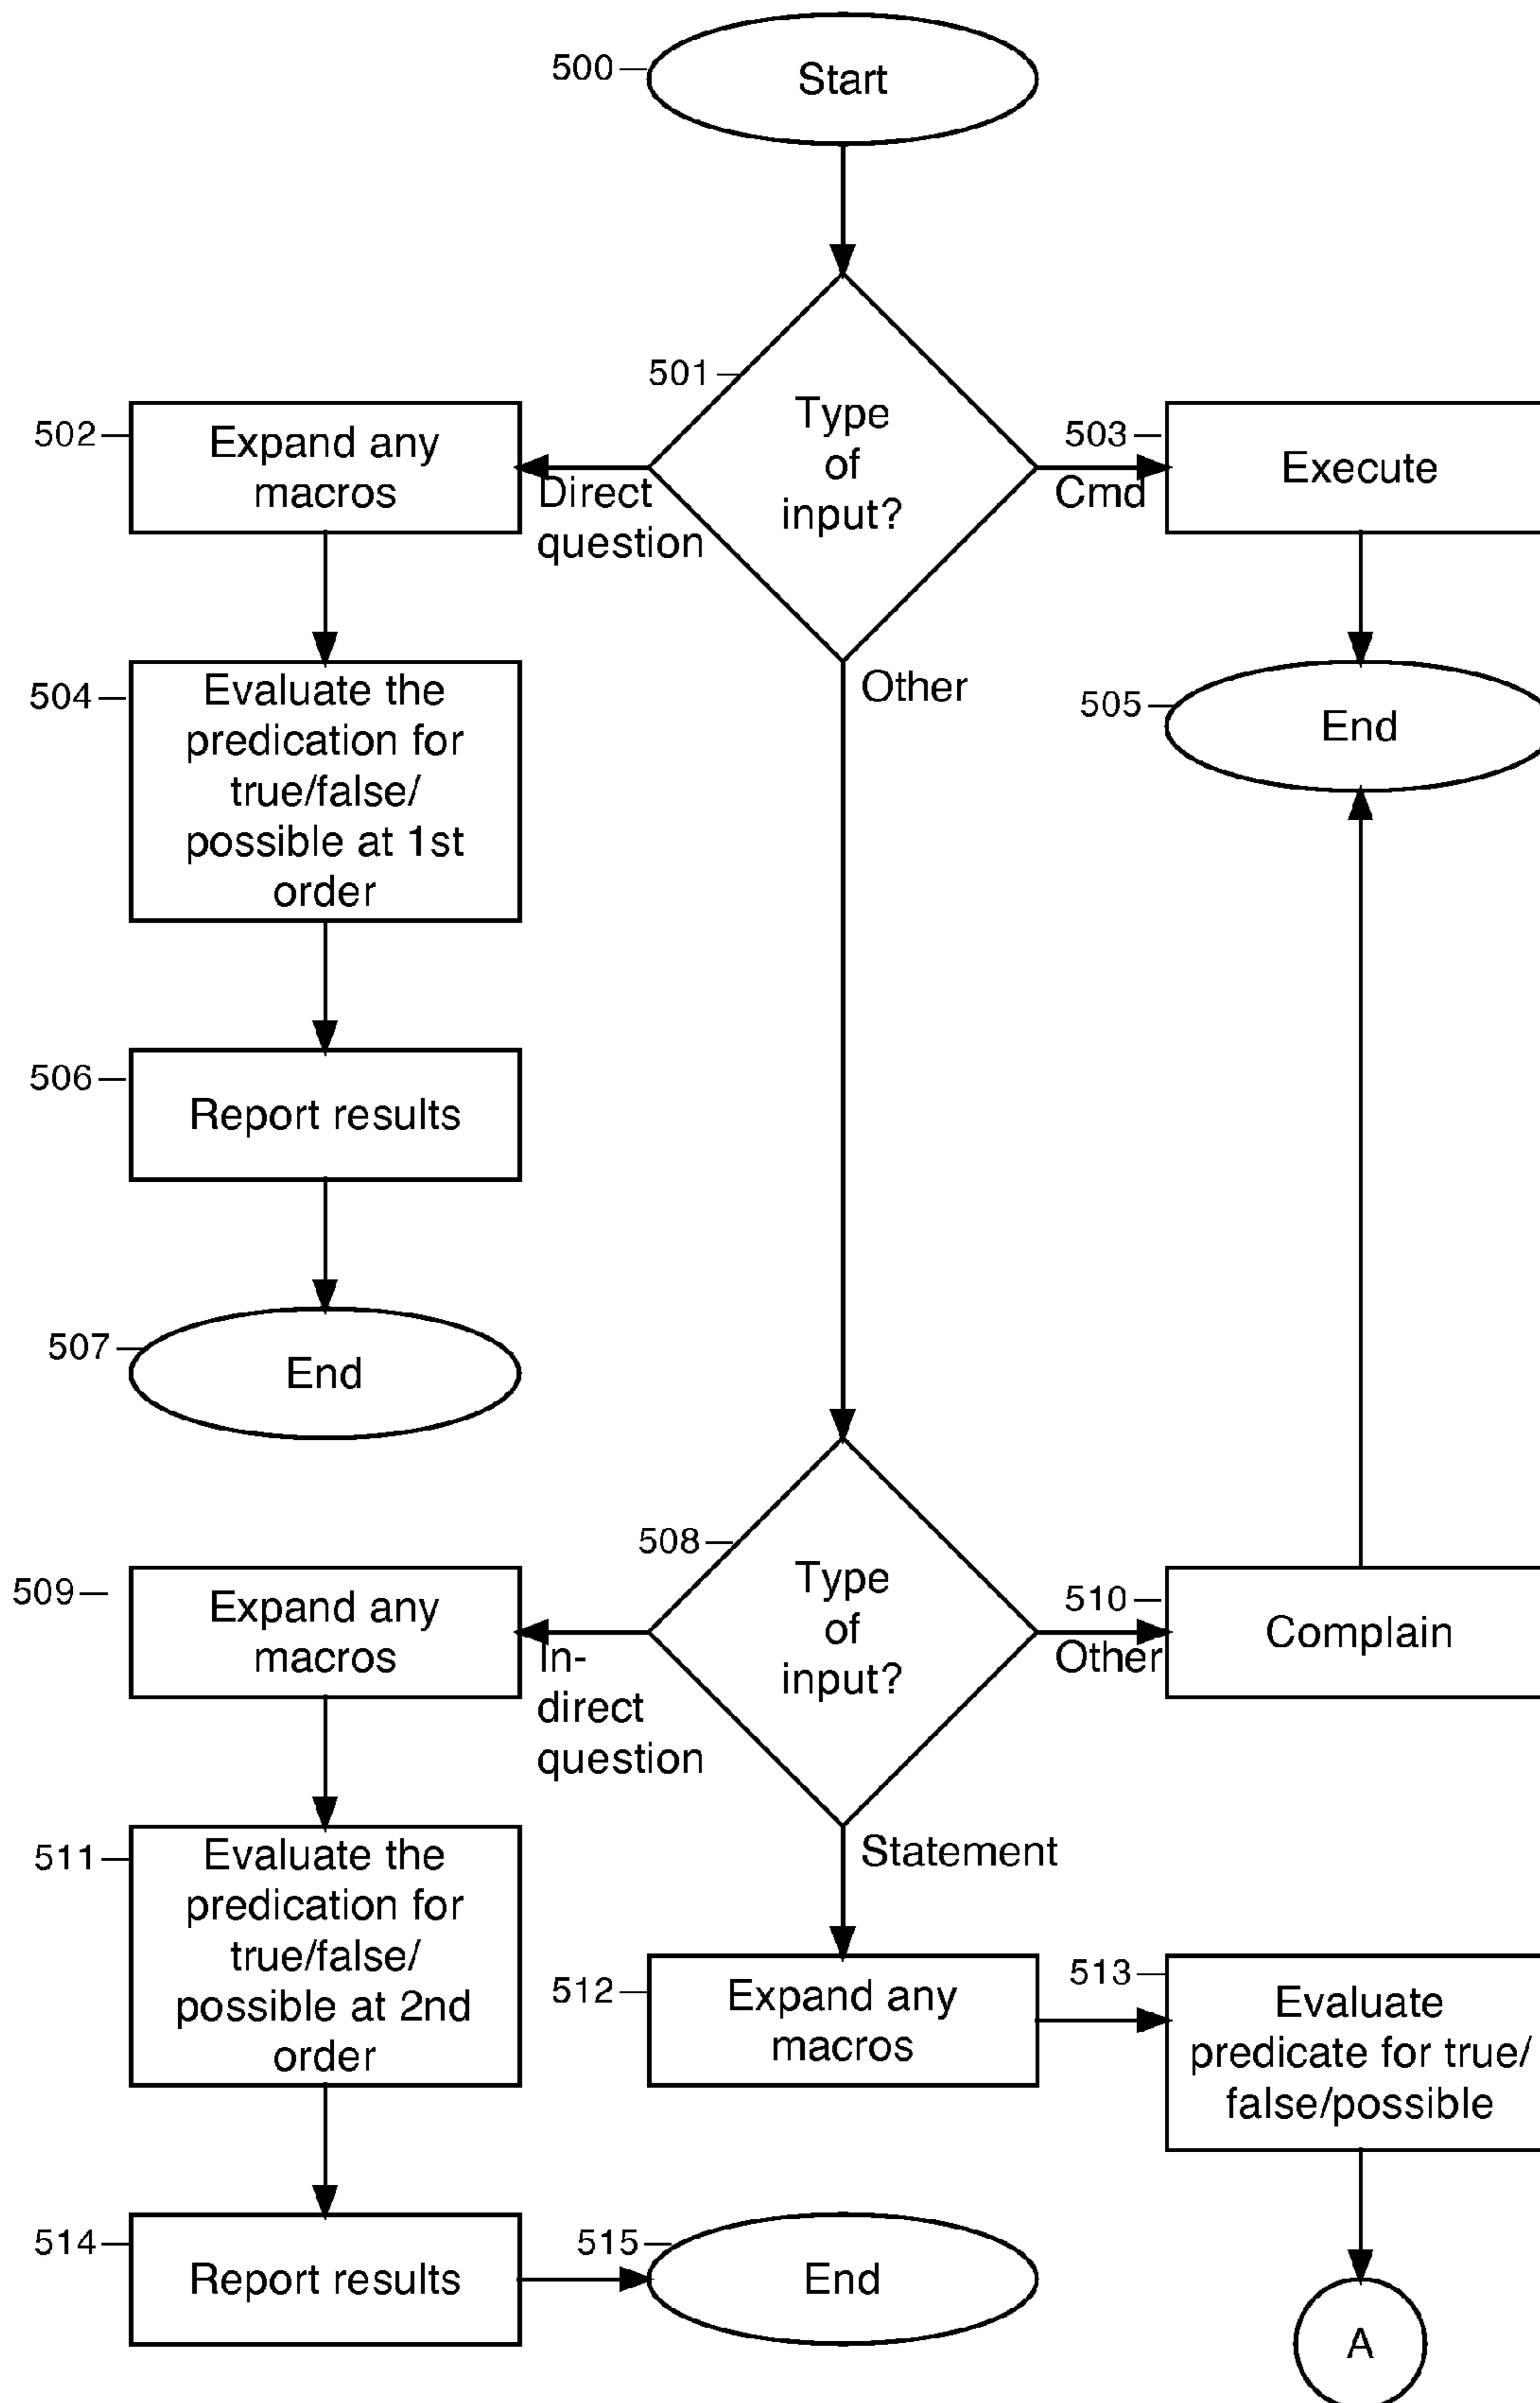 500
Start
501
Type
of
input?
502
Expand any
macros
Direct
question
503
Cmd
Execute
504
Evaluate the
predication for
true/false/
possible at 1st
order
Other
505
End
506
Report results
507
End
508
Type
of
input?
509
Expand any
macros
In-
direct
question
510
Other
Complain
511
Evaluate the
predication for
true/false/
possible at 2nd
order
Statement
512
Expand any
macros
513
Evaluate
predicate for true/
false/possible
514
Report results
515
End
A